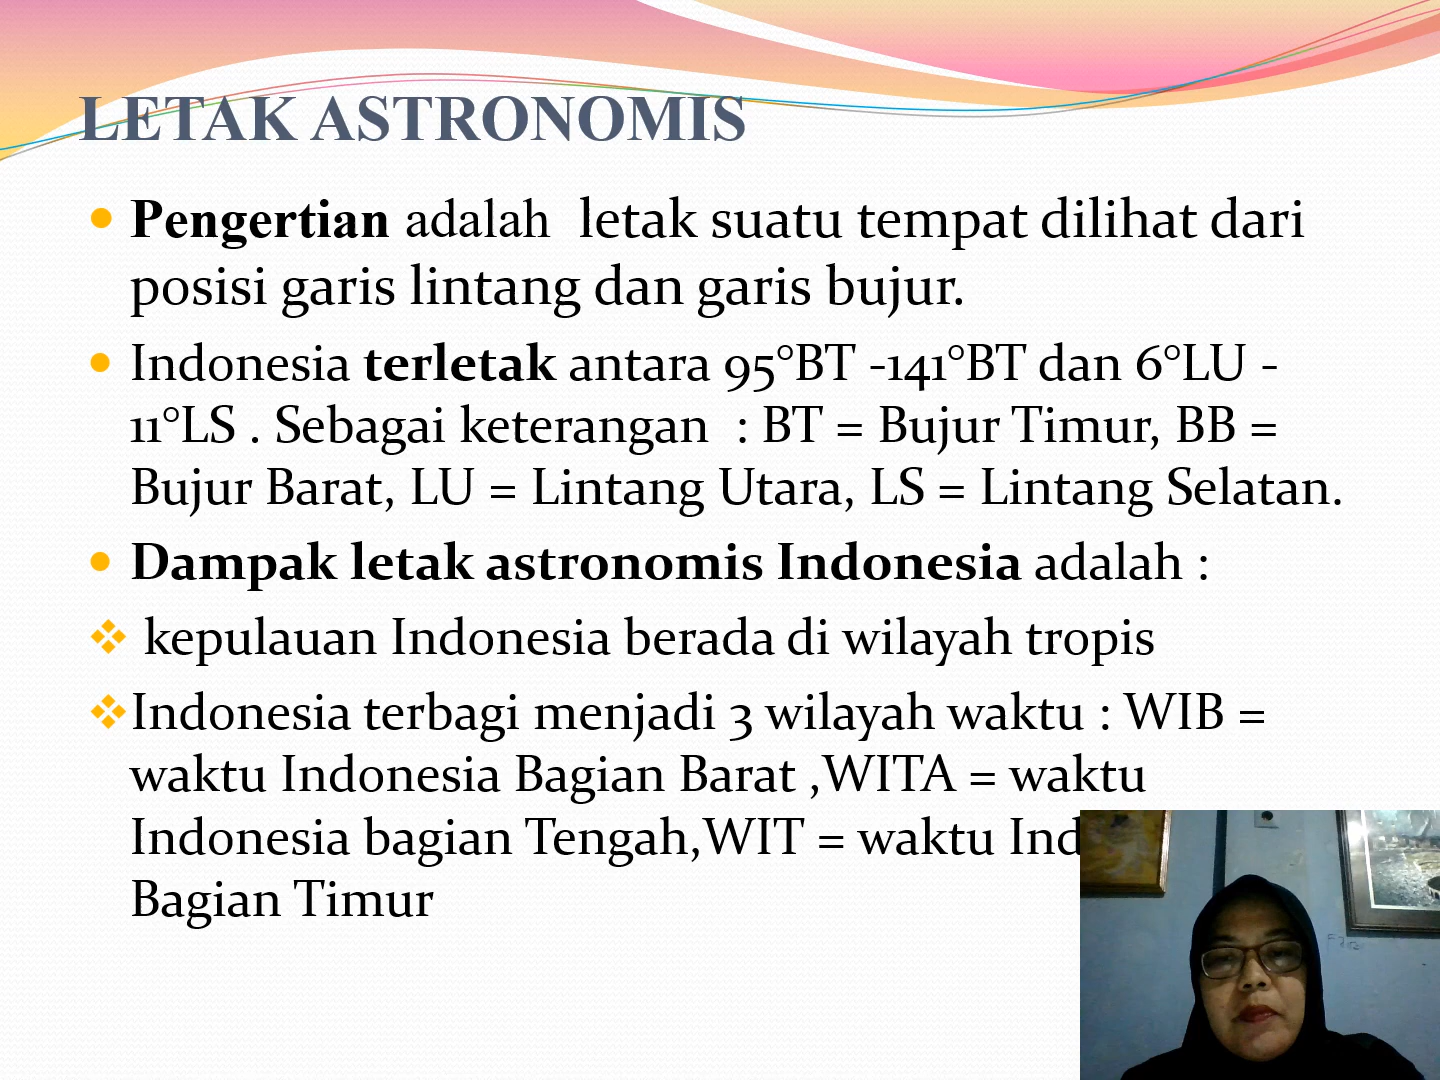 LETAK ASTRONOMIS
Pengertian adalah letak suatu tempat dilihat dari
posisi garis lintang dan garis bujur.
Indonesia terletak antara 95°BT -141°BT dan 6°LU -
11°LS . Sebagai keterangan : BT = Bujur Timur, BB =
Bujur Barat, LU = Lintang Utara, LS = Lintang Selatan.
Dampak letak astronomis Indonesia adalah :
kepulauan Indonesia berada di wilayah tropis
Indonesia terbagi menjadi 3 wilayah waktu : WIB =
waktu Indonesia Bagian Barat ,WITA = waktu
Indonesia bagian Tengah,WIT = waktu Ind
Bagian Timur